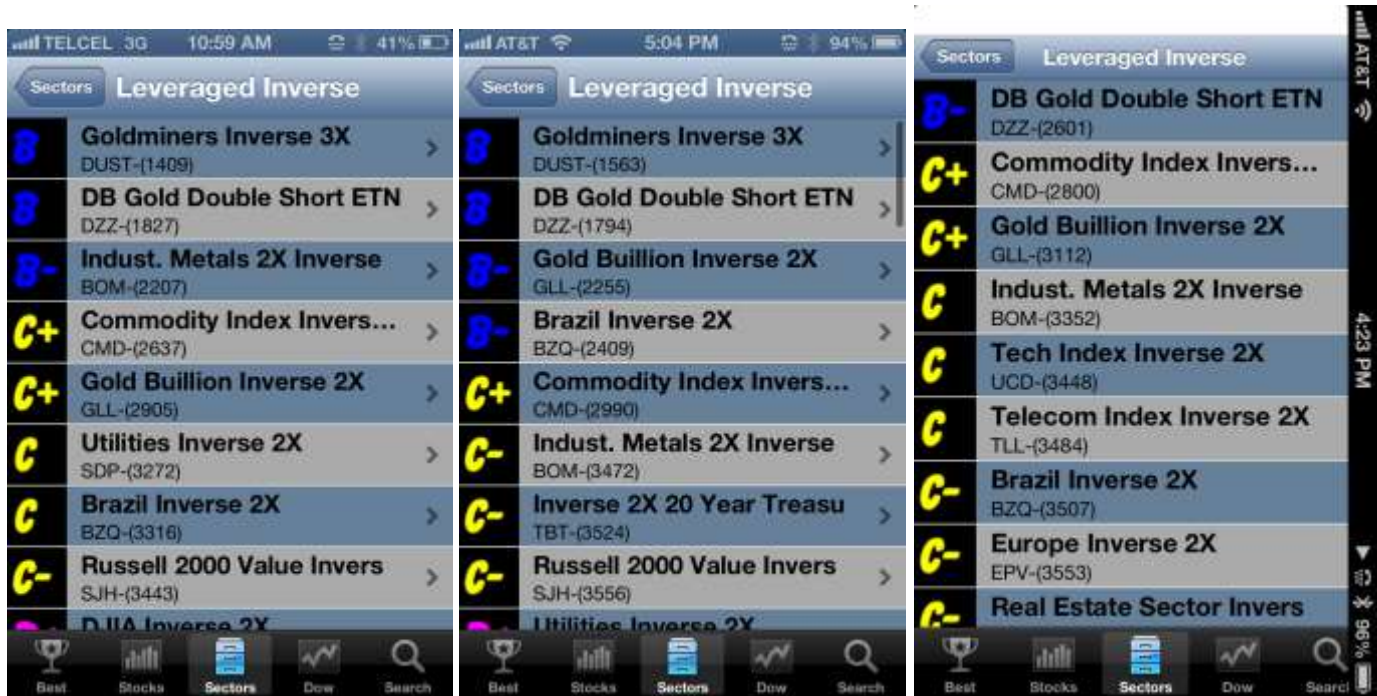 TELCEL 3G 10:59 AM 41%
Sectors Leveraged Inverse
B Goldminers Inverse 3X
DUST-(1409)
B DB Gold Double Short ETN
DZZ-(1827)
B- Indust. Metals 2X Inverse
BOM-(2207)
C+ Commodity Index Invers...
CMD-(2637)
C+ Gold Buillion Inverse 2X
GLL-(2905)
C Utilities Inverse 2X
SDP-(3272)
C Brazil Inverse 2X
BZQ-(3316)
C- Russell 2000 Value Invers
SJH-(3443)
DJIA Inverse 2X
Best Stocks Sectors Dow Search
AT&T 5:04 PM 94%
Sectors Leveraged Inverse
B Goldminers Inverse 3X
DUST-(1563)
B DB Gold Double Short ETN
DZZ-(1794)
B- Gold Buillion Inverse 2X
GLL-(2255)
B- Brazil Inverse 2X
BZQ-(2409)
C+ Commodity Index Invers...
CMD-(2990)
C- Indust. Metals 2X Inverse
BOM-(3472)
C- Inverse 2X 20 Year Treasu
TBT-(3524)
C- Russell 2000 Value Invers
SJH-(3556)
Utilities Inverse 2X
Best Stocks Sectors Dow Search
Sectors Leveraged Inverse
B- DB Gold Double Short ETN
DZZ-(2601)
C+ Commodity Index Invers...
CMD-(2800)
C+ Gold Buillion Inverse 2X
GLL-(3112)
C Indust. Metals 2X Inverse
BOM-(3352)
C Tech Index Inverse 2X
UCD-(3448)
C Telecom Index Inverse 2X
TLL-(3484)
C- Brazil Inverse 2X
BZQ-(3507)
C- Europe Inverse 2X
EPV-(3553)
C- Real Estate Sector Invers
Best Stocks Sectors Dow Searcl
AT&T 4:23 PM 96%